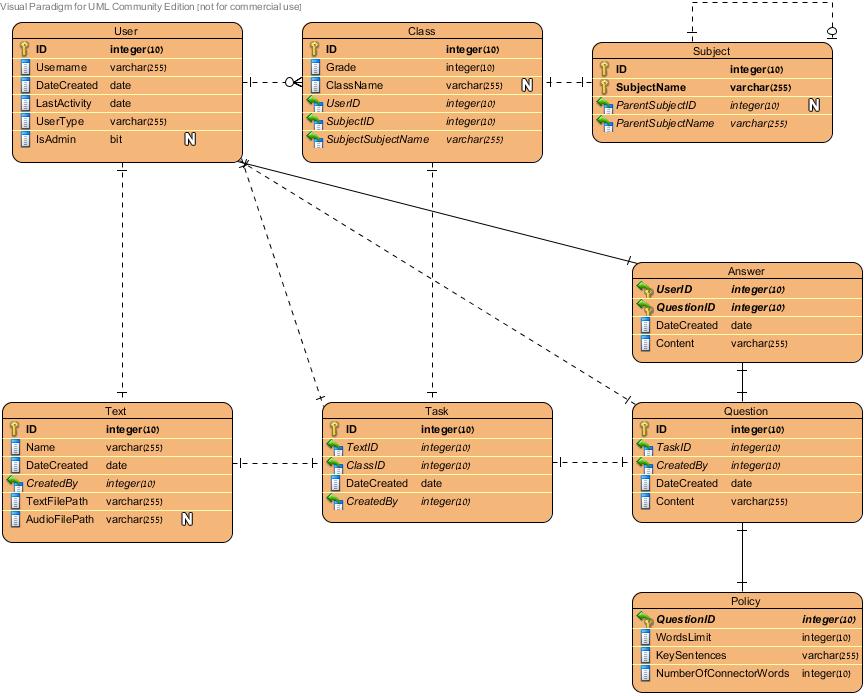 Visual Paradigm for UML Community Edition [not for commercial use]
User
ID integer(10)
Username varchar(255)
DateCreated date
LastActivity date
UserType varchar(255)
IsAdmin bit N
Class
ID integer(10)
Grade integer(10)
ClassName varchar(255) N
UserID integer(10)
SubjectID integer(10)
SubjectSubjectName varchar(255)
Subject
ID integer(10)
SubjectName varchar(255)
ParentSubjectID integer(10) N
ParentSubjectName varchar(255)
Answer
UserID integer(10)
QuestionID integer(10)
DateCreated date
Content varchar(255)
Text
ID integer(10)
Name varchar(255)
DateCreated date
CreatedBy integer(10)
TextFilePath varchar(255)
AudioFilePath varchar(255) N
Task
ID integer(10)
TextID integer(10)
ClassID integer(10)
DateCreated date
CreatedBy integer(10)
Question
ID integer(10)
TaskID integer(10)
CreatedBy integer(10)
DateCreated date
Content varchar(255)
Policy
QuestionID integer(10)
WordsLimit integer(10)
KeySentences varchar(255)
NumberOfConnectorWords integer(10)